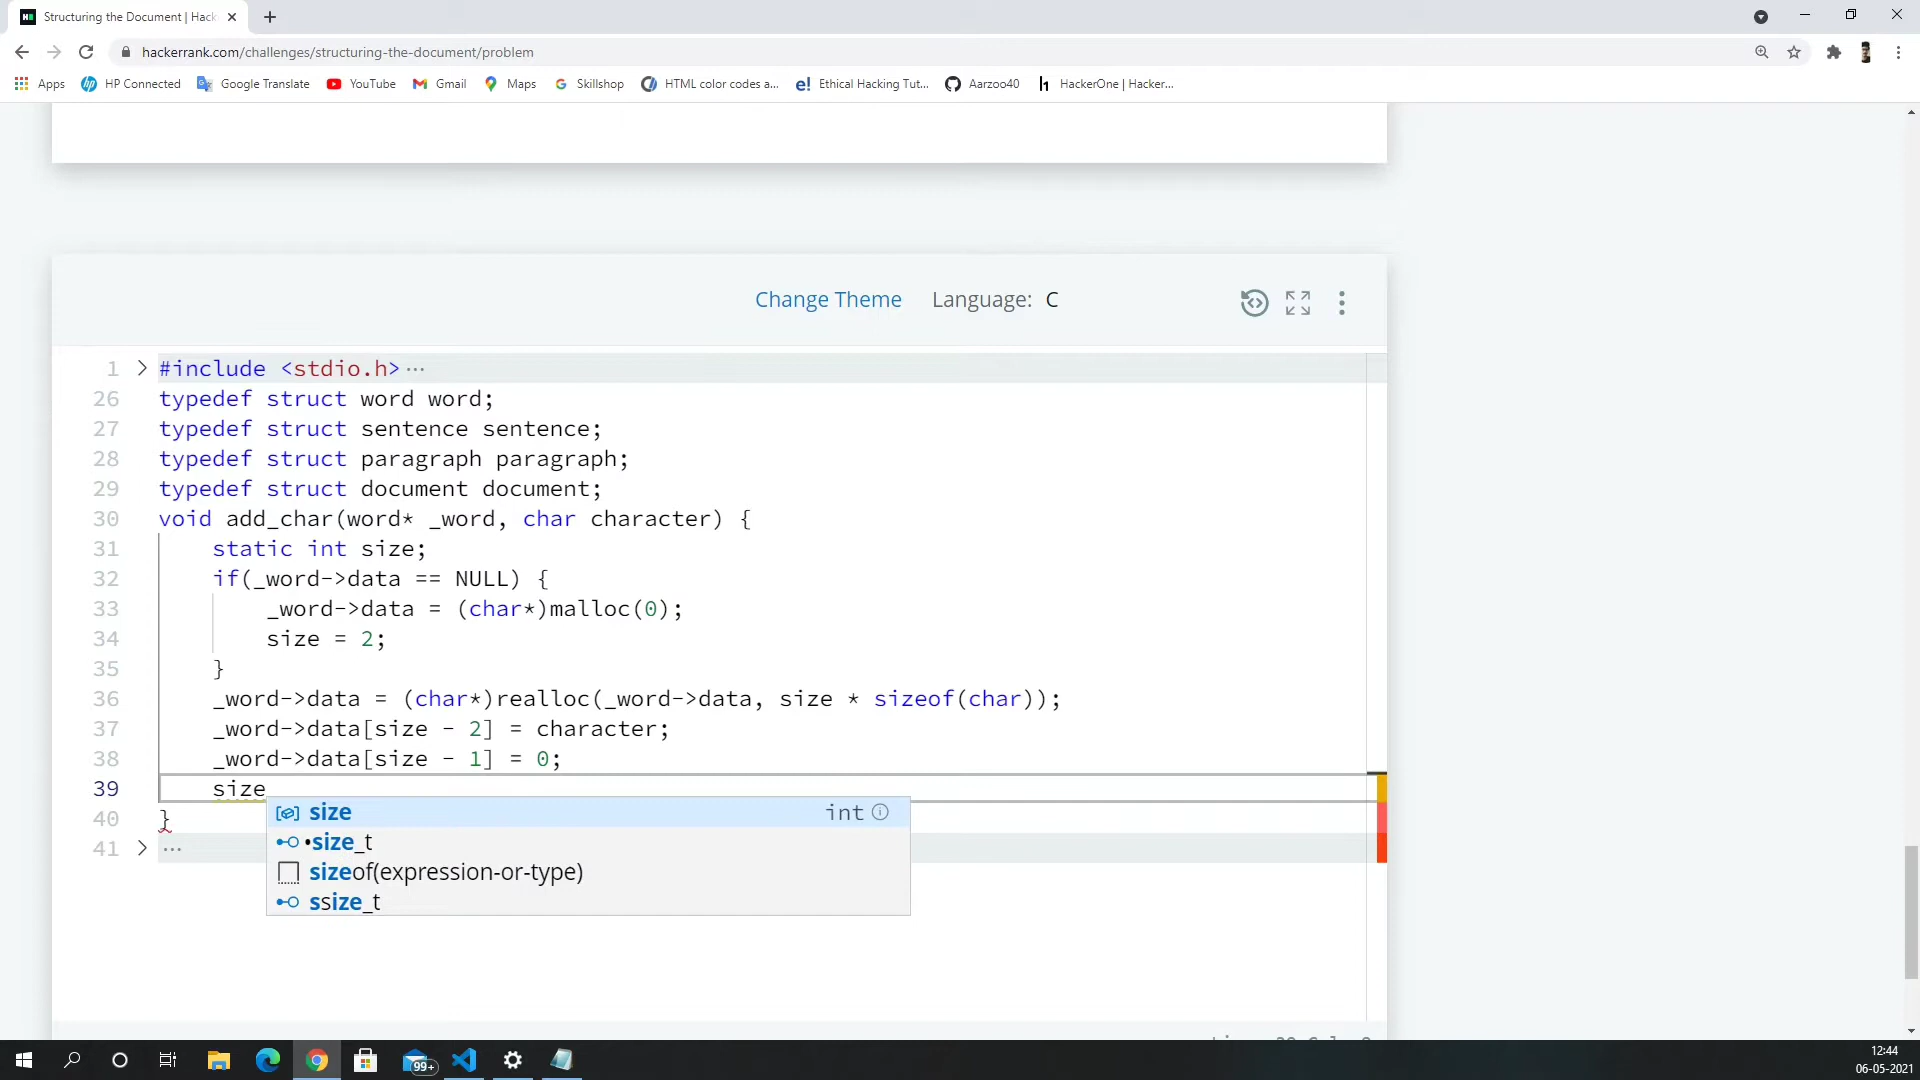 Structuring the Document | Hack
hackerrank.com/challenges/structuring-the-document/problem
Apps HP Connected Google Translate YouTube Gmail Maps Skillshop HTML color codes a... Ethical Hacking Tut... Aarzoo40 HackerOne | Hacker...
Change Theme Language: C
1 #include <stdio.h>···
26 typedef struct word word;
27 typedef struct sentence sentence;
28 typedef struct paragraph paragraph;
29 typedef struct document document;
30 void add_char(word* _word, char character) {
31 static int size;
32 if(_word->data == NULL) {
33 _word->data = (char*)malloc(0);
34 size = 2;
35 }
36 _word->data = (char*)realloc(_word->data, size * sizeof(char));
37 _word->data[size - 2] = character;
38 _word->data[size - 1] = 0;
39 size
size int
•size_t
sizeof(expression-or-type)
ssize_t
40 }
41 ···
99+
12:44
06-05-2021